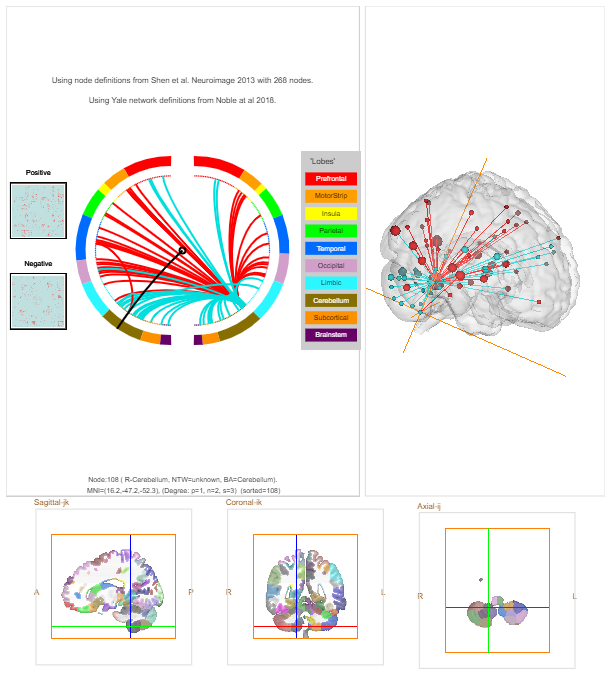 Using node definitions from Shen et al. Neuroimage 2013 with 268 nodes.
Using Yale network definitions from Noble at al 2018.
Positive
Negative
'Lobes'
Prefrontal
MotorStrip
Insula
Parietal
Temporal
Occipital
Limbic
Cerebellum
Subcortical
Brainstem
Node:108 ( R-Cerebellum, NTW=unknown, BA=Cerebellum).
MNI=(16.2,-47.2,-52.3), (Degree: p=1, n=2, s=3) (sorted=108)
Sagittal-jk
A
P
Coronal-ik
R
L
Axial-ij
R
L